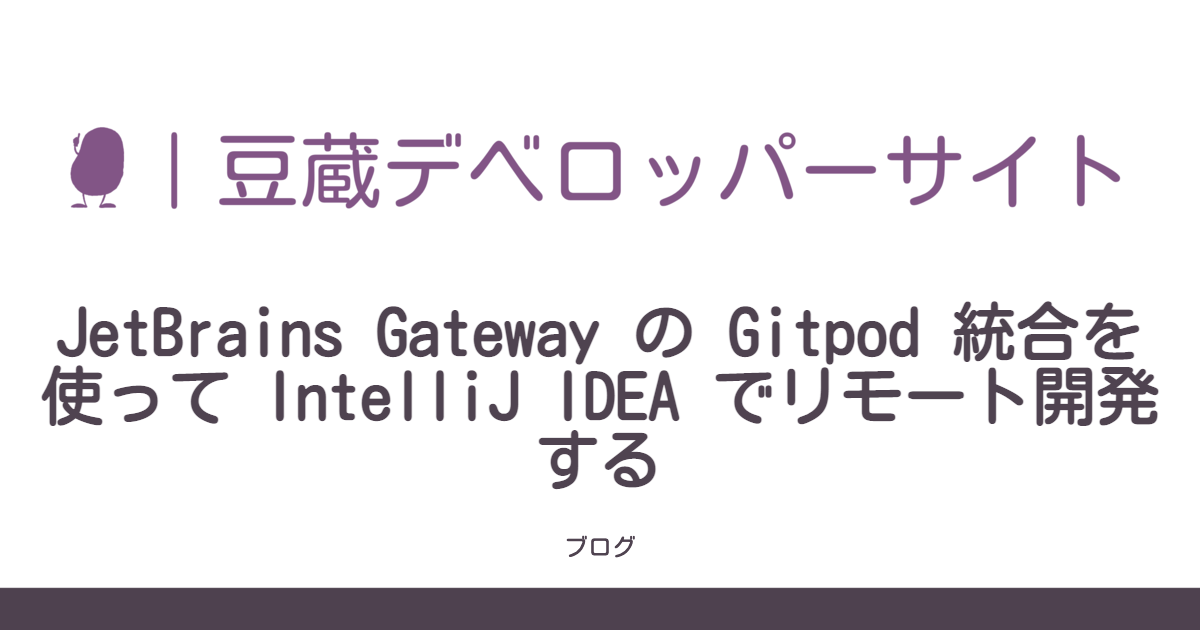 ｜豆蔵デベロッパーサイト
JetBrains Gateway の Gitpod 統合を
使って IntelliJ IDEA でリモート開発
する
ブログ